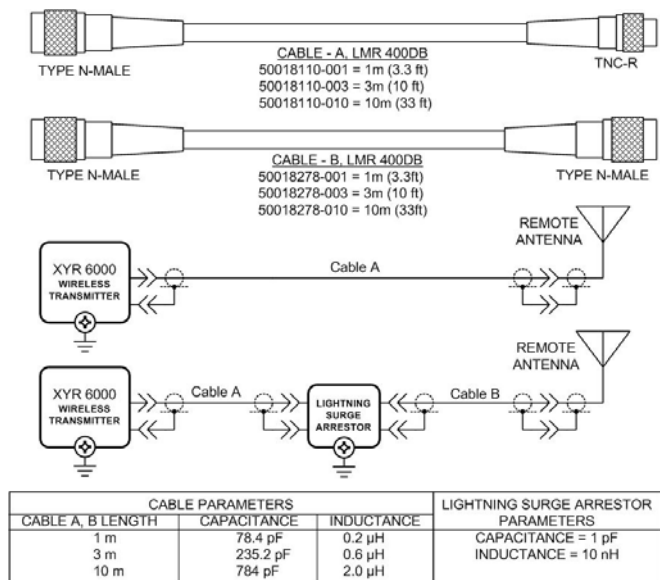 TYPE N-MALE
CABLE - A, LMR 400DB
50018110-001 = 1m (3.3 ft)
50018110-003 = 3m (10 ft)
50018110-010 = 10m (33 ft)
TNC-R
TYPE N-MALE
CABLE - B, LMR 400DB
50018278-001 = 1m (3.3ft)
50018278-003 = 3m (10 ft)
50018278-010 = 10m (33ft)
TYPE N-MALE
XYR 6000
WIRELESS
TRANSMITTER
Cable A
REMOTE
ANTENNA
XYR 6000
WIRELESS
TRANSMITTER
Cable A
LIGHTNING
SURGE
ARRESTOR
Cable B
REMOTE
ANTENNA
CABLE PARAMETERS
LIGHTNING SURGE ARRESTOR
PARAMETERS
CABLE A, B LENGTH CAPACITANCE INDUCTANCE
1 m 78.4 pF 0.2 µH
3 m 235.2 pF 0.6 µH
10 m 784 pF 2.0 µH
CAPACITANCE = 1 pF
INDUCTANCE = 10 nH